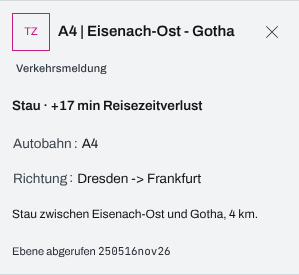 TZ
A4 | Eisenach-Ost - Gotha
Verkehrsmeldung
Stau · +17 min Reisezeitverlust
Autobahn: A4
Richtung: Dresden -> Frankfurt
Stau zwischen Eisenach-Ost und Gotha, 4 km.
Ebene abgerufen 250516nov26